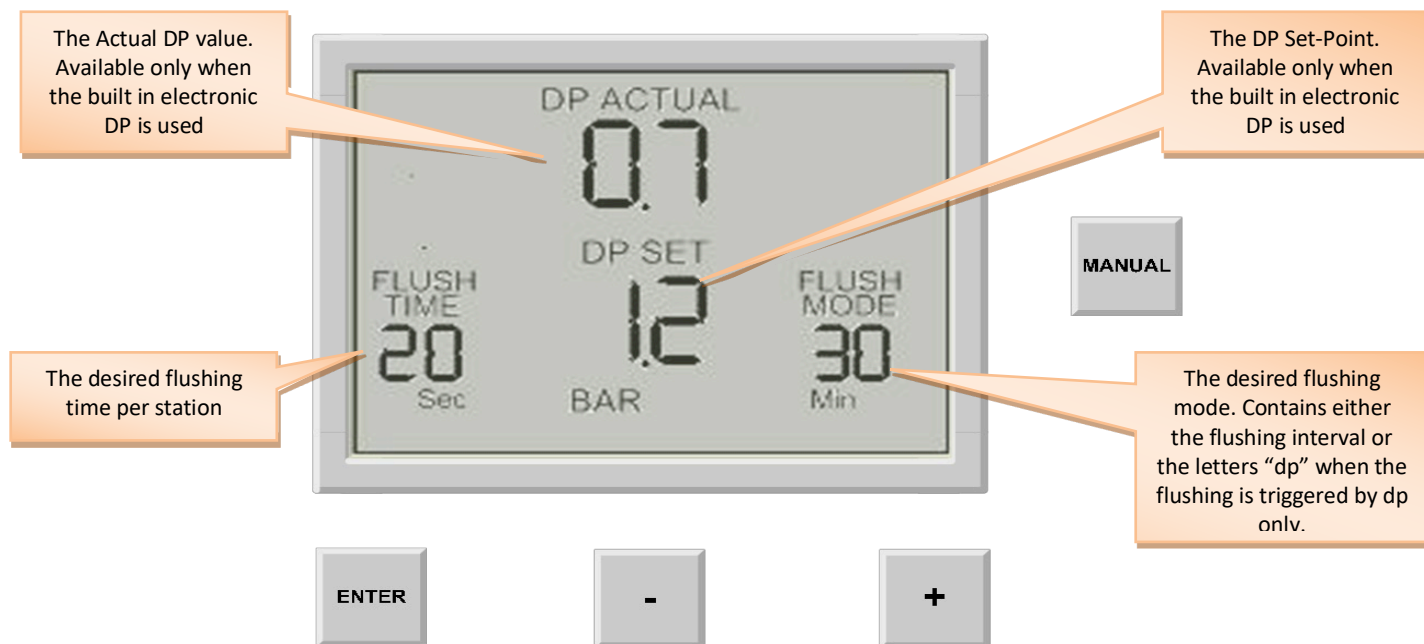 The Actual DP value.
Available only when
the built in electronic
DP is used
The DP Set-Point.
Available only when
the built in electronic
DP is used
DP ACTUAL
0.7
DP SET
1.2
BAR
FLUSH
TIME
20
Sec
FLUSH
MODE
30
Min
MANUAL
The desired flushing
time per station
The desired flushing
mode. Contains either
the flushing interval or
the letters “dp” when the
flushing is triggered by dp
only.
ENTER
-
+